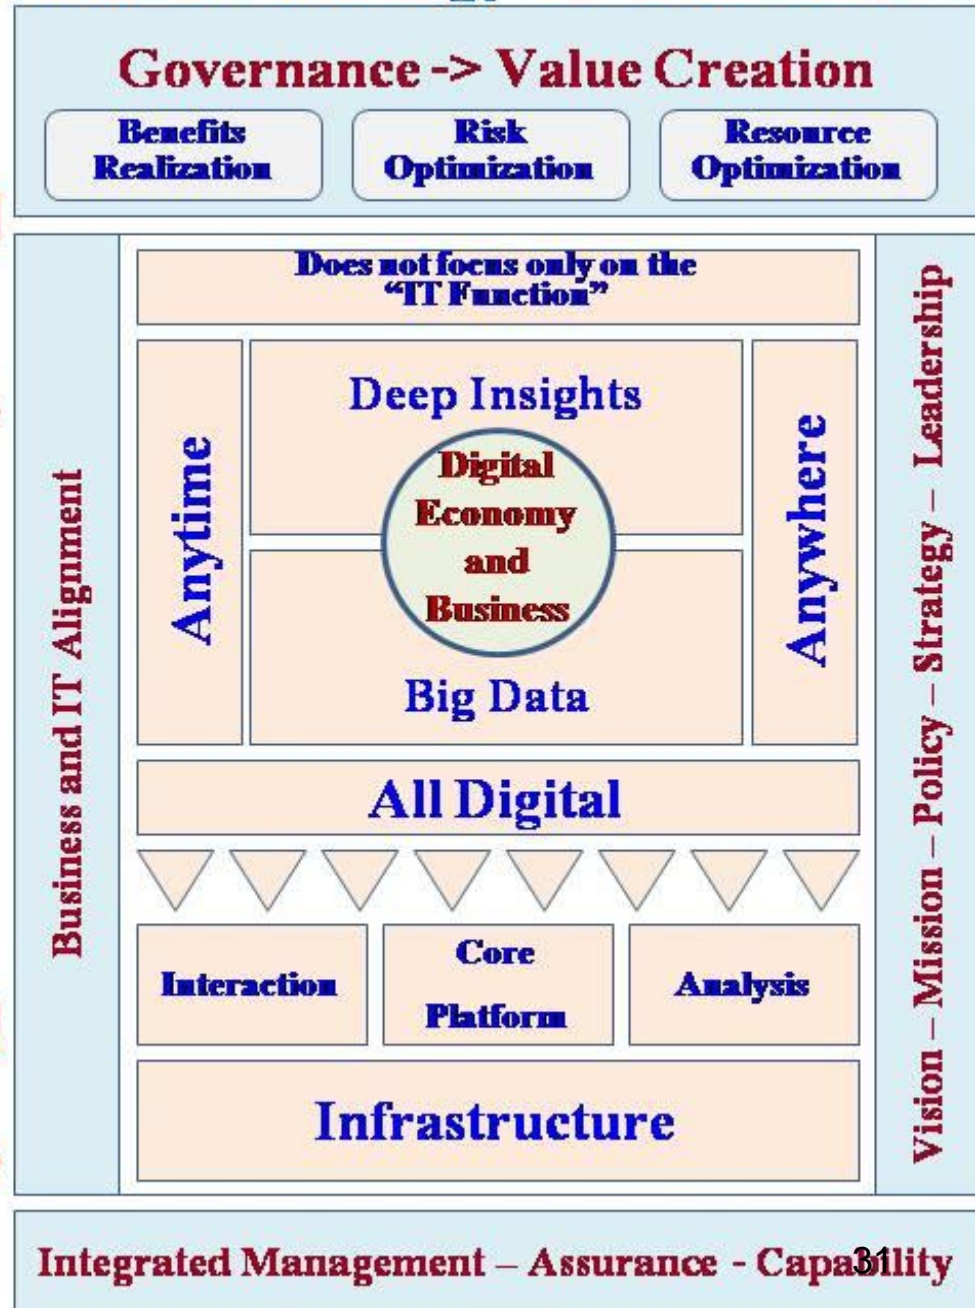 Governance -> Value Creation
Benefits
Realization
Risk
Optimization
Resource
Optimization
Business and IT Alignment
Does not focus only on the
“IT Function”
Anytime
Deep Insights
Digital
Economy
and
Business
Big Data
Anywhere
All Digital
Interaction
Core
Platform
Analysis
Infrastructure
Vision – Mission – Policy – Strategy – Leadership
Integrated Management – Assurance - Capability
31